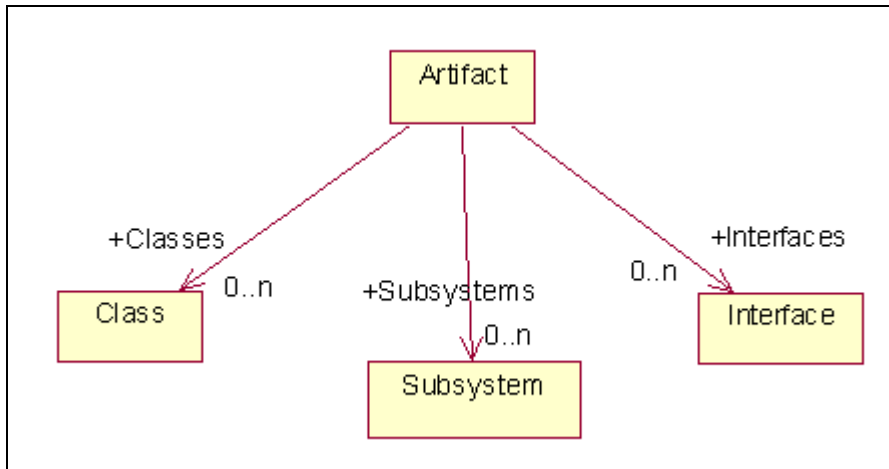 Artifact
+Classes
+Interfaces
0..n
0..n
+Subsystems
Class
Interface
0..n
Subsystem